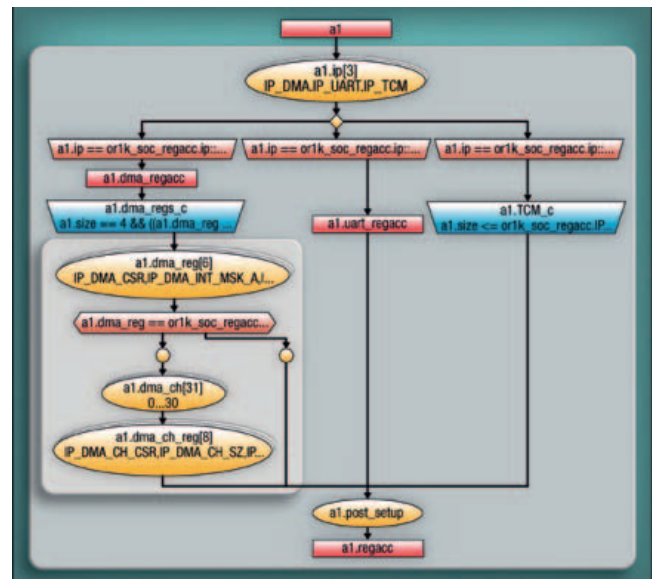 a1
a1.ip[3]
IP_DMA,IP_UART,IP_TCM
a1.ip == or1k_soc_regacc.ip::...
a1.ip == or1k_soc_regacc.ip::...
a1.ip == or1k_soc_regacc.ip::...
a1.dma_regacc
a1.dma_regs_c
a1.size == 4 && ((a1.dma_reg ...
a1.uart_regacc
a1.TCM_c
a1.size <= or1k_soc_regacc.IP...
a1.dma_reg[6]
IP_DMA_CSR,IP_DMA_INT_MSK_A,I...
a1.dma_reg == or1k_soc_regacc...
a1.dma_ch[31]
0...30
a1.dma_ch_reg[8]
IP_DMA_CH_CSR,IP_DMA_CH_SZ,IP...
a1.post_setup
a1.regacc